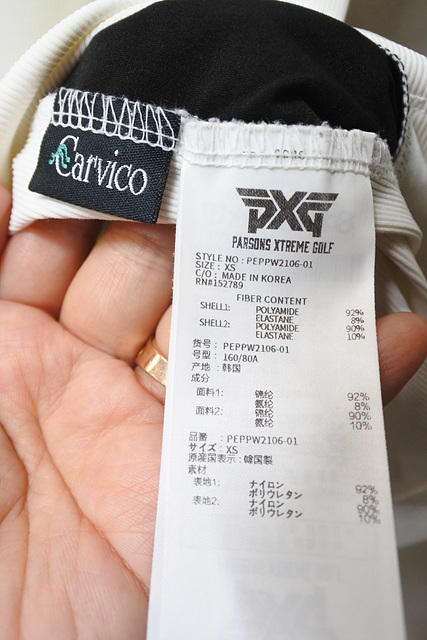 Carvico
PXG
PARSONS XTREME GOLF
STYLE NO : PEPPW2106-01
SIZE : XS
C/O : MADE IN KOREA
RN#152789
FIBER CONTENT
SHELL1: POLYAMIDE 92%
ELASTANE 8%
SHELL2: POLYAMIDE 90%
ELASTANE 10%
货号 : PEPPW2106-01
号型 : 160/80A
产地 : 韩国
成分
面料1: 锦纶 92%
氨纶 8%
面料2: 锦纶 90%
氨纶 10%
品番 : PEPPW2106-01
サイズ : XS
原産国表示 : 韓国製
素材
表地1: ナイロン 92%
ポリウレタン 8%
表地2: ナイロン 90%
ポリウレタン 10%